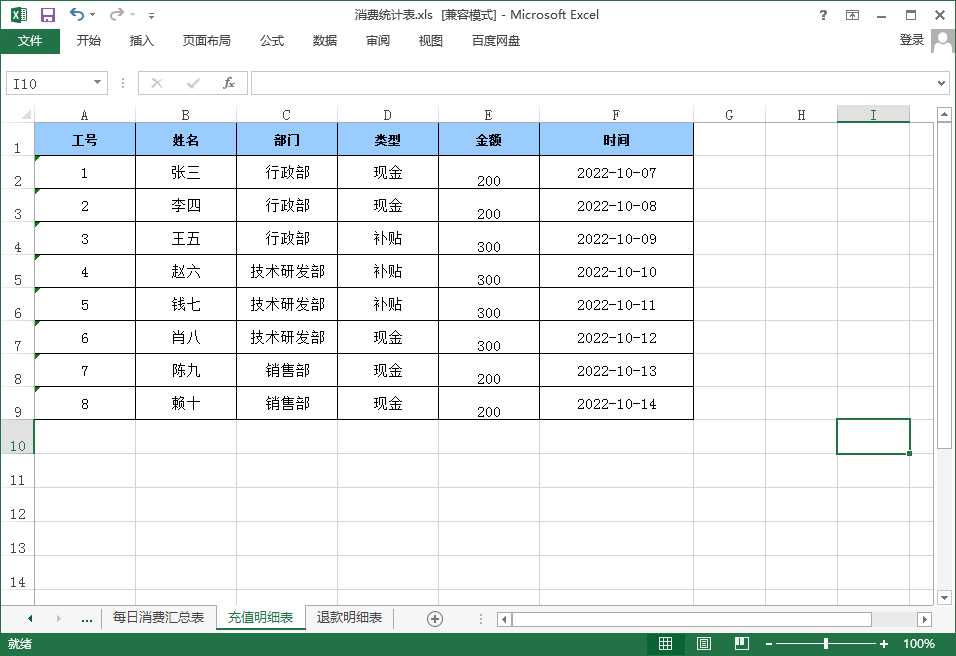 消费统计表.xls [兼容模式] - Microsoft Excel
?
文件 开始 插入 页面布局 公式 数据 审阅 视图 百度网盘 登录
I10 fx
A B C D E F G H I
1 工号 姓名 部门 类型 金额 时间
2 1 张三 行政部 现金 200 2022-10-07
3 2 李四 行政部 现金 200 2022-10-08
4 3 王五 行政部 补贴 300 2022-10-09
5 4 赵六 技术研发部 补贴 300 2022-10-10
6 5 钱七 技术研发部 补贴 300 2022-10-11
7 6 肖八 技术研发部 现金 300 2022-10-12
8 7 陈九 销售部 现金 200 2022-10-13
9 8 赖十 销售部 现金 200 2022-10-14
10
11
12
13
14
... 每日消费汇总表 充值明细表 退款明细表
就绪 100%